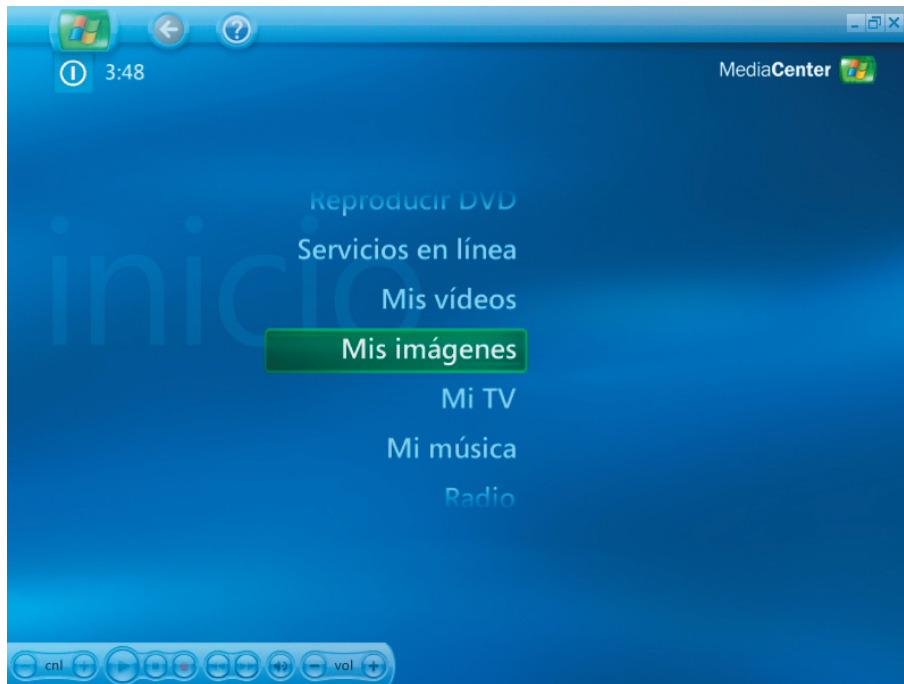 3:48
MediaCenter
inicio
Reproducir DVD
Servicios en línea
Mis vídeos
Mis imágenes
Mi TV
Mi música
Radio
cnl
vol